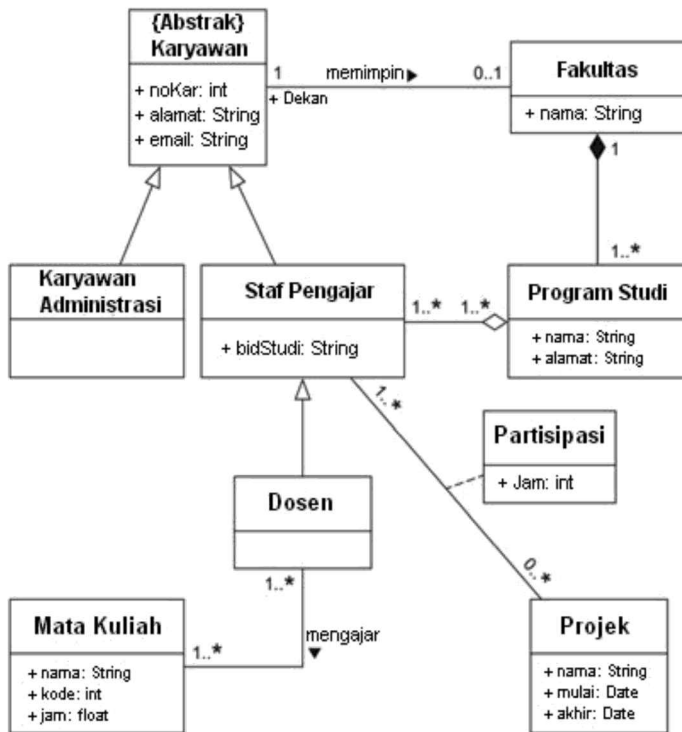 {Abstrak}
Karyawan
+ noKar: int
+ alamat: String
+ email: String
1
memimpin
0..1
+ Dekan
Fakultas
+ nama: String
1
1..*
Karyawan
Administrasi
Staf Pengajar
+ bidStudi: String
1..*
1..*
Program Studi
+ nama: String
+ alamat: String
1..*
Partisipasi
+ Jam: int
0..*
Dosen
1..*
mengajar
1..*
Mata Kuliah
+ nama: String
+ kode: int
+ jam: float
Projek
+ nama: String
+ mulai: Date
+ akhir: Date